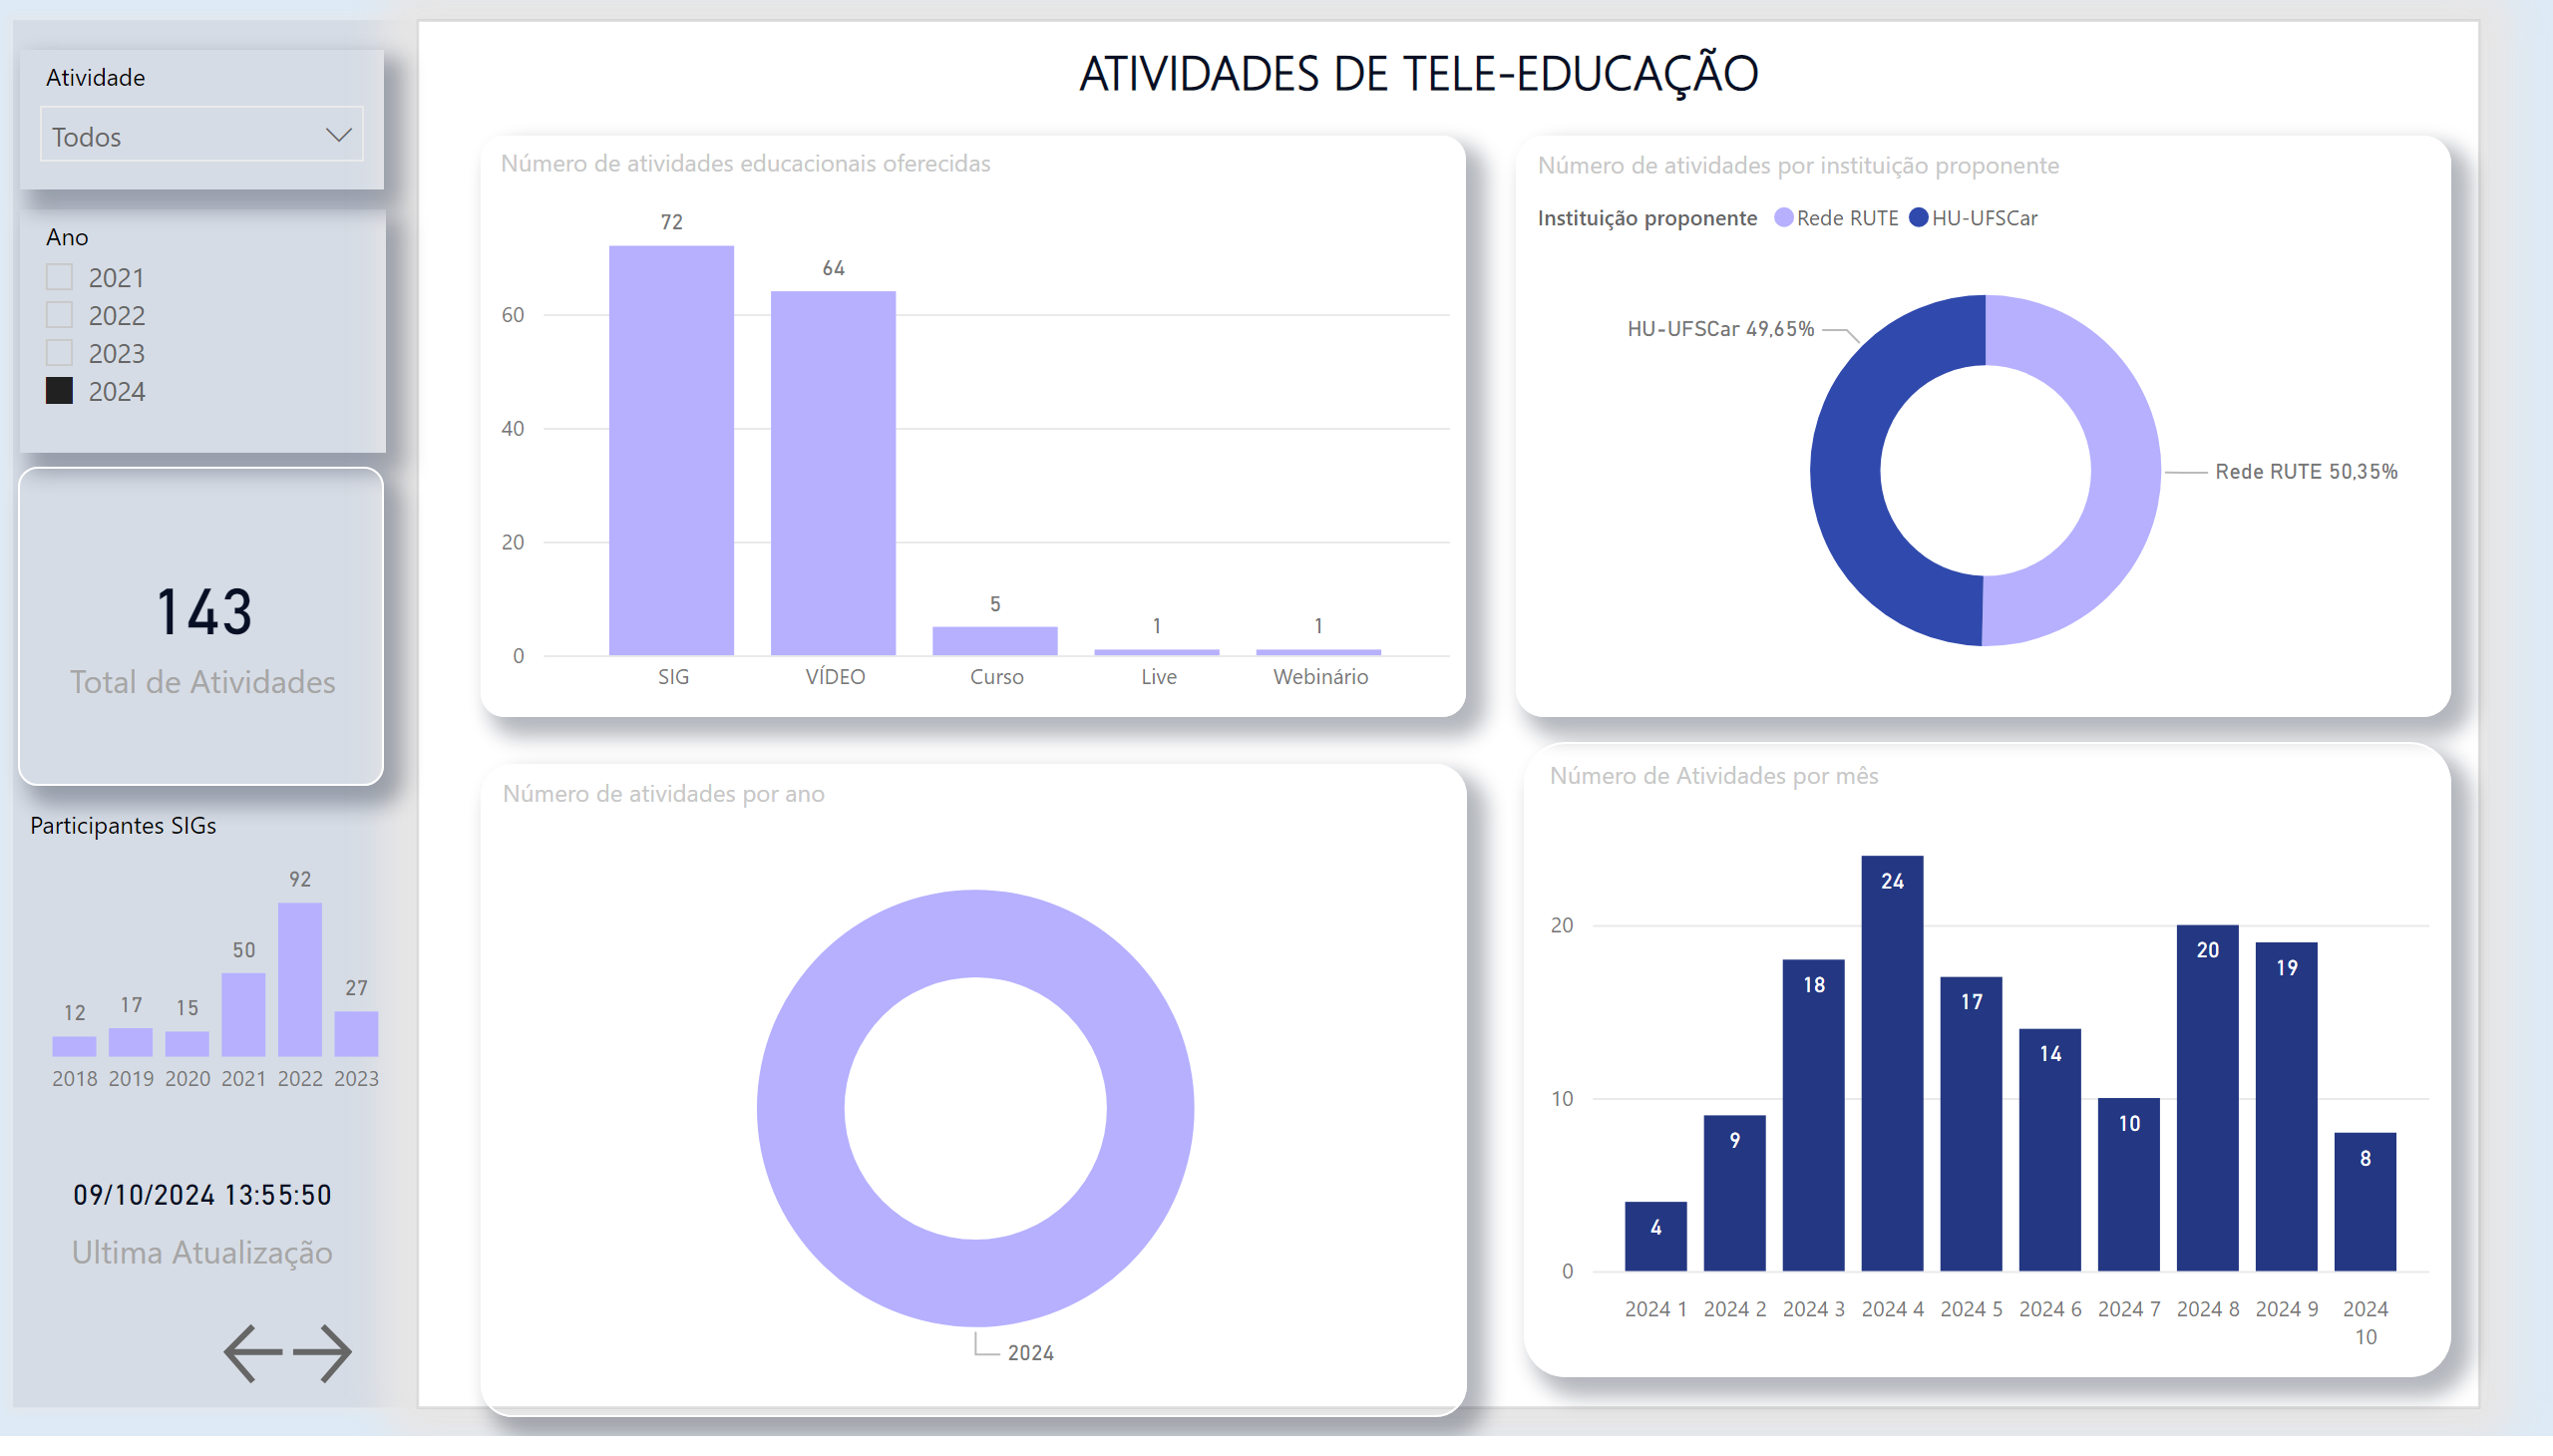 ATIVIDADES DE TELE-EDUCAÇÃO
Atividade
Todos
Ano
2021
2022
2023
2024
143
Total de Atividades
Participantes SIGs
92
50
27
12
17
15
2018 2019 2020 2021 2022 2023
09/10/2024 13:55:50
Ultima Atualização
Número de atividades educacionais oferecidas
72
64
60
40
20
5
1
1
0
SIG
VÍDEO
Curso
Live
Webinário
Número de atividades por instituição proponente
Instituição proponente Rede RUTE HU-UFSCar
HU-UFSCar 49,65%
Rede RUTE 50,35%
Número de atividades por ano
2024
Número de Atividades por mês
24
20
20
19
18
17
14
10
10
9
8
4
0
2024 1 2024 2 2024 3 2024 4 2024 5 2024 6 2024 7 2024 8 2024 9 2024
10